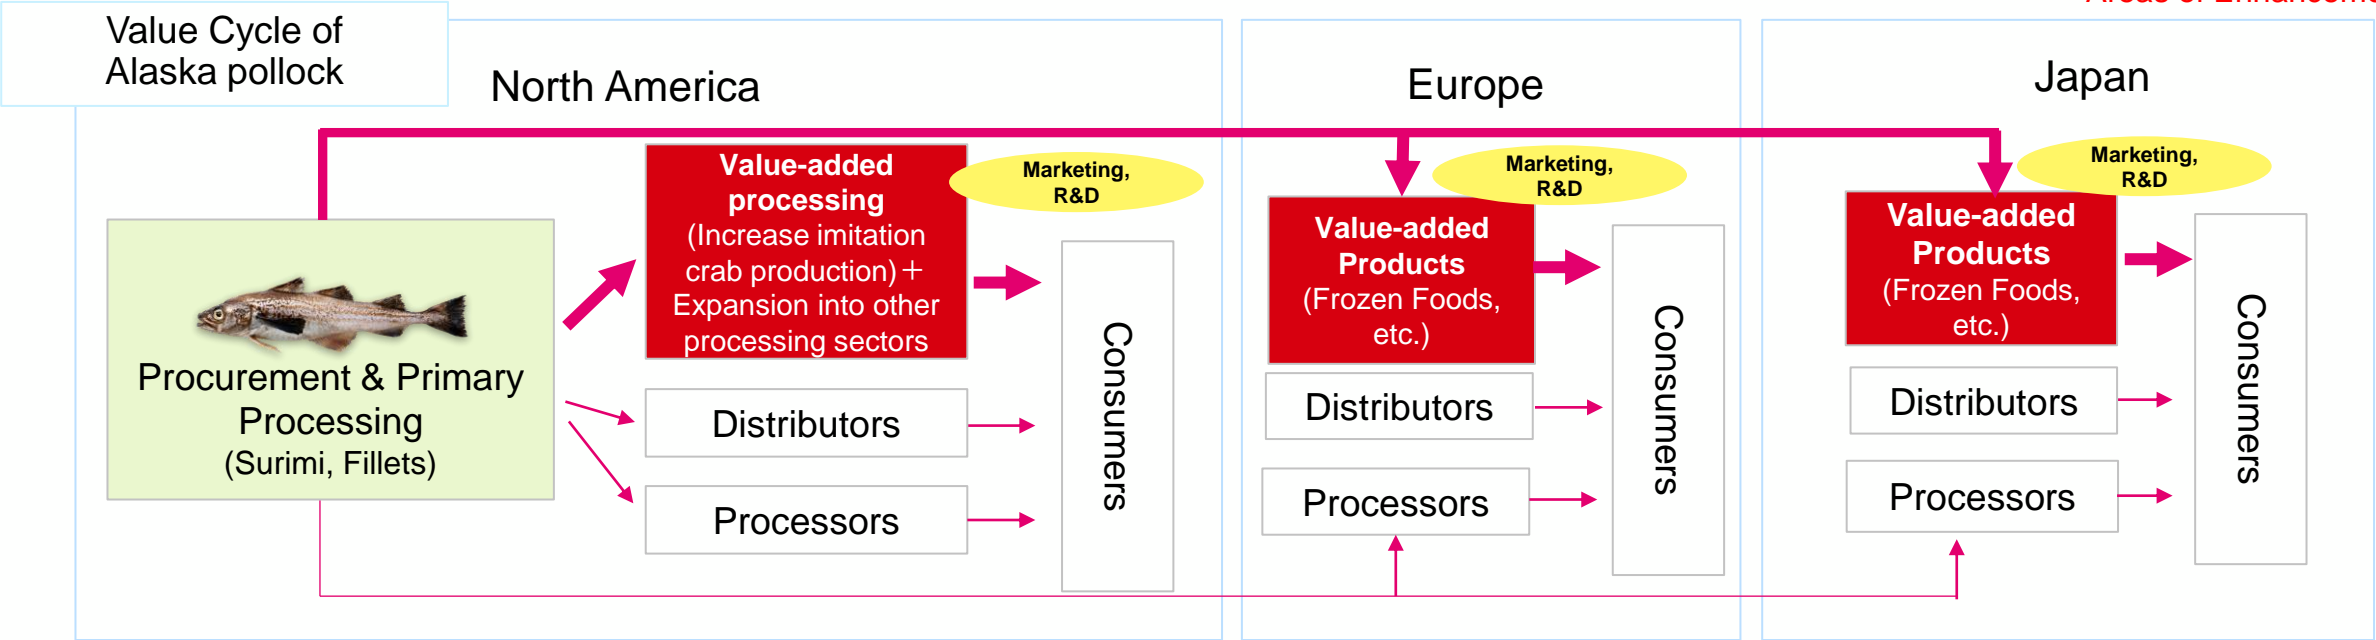 Value Cycle of
Alaska pollock
North America
Europe
Japan
Procurement & Primary
Processing
(Surimi, Fillets)
Value-added
processing
(Increase imitation
crab production)＋
Expansion into other
processing sectors
Marketing,
R&D
Distributors
Processors
Consumers
Marketing,
R&D
Value-added
Products
(Frozen Foods,
etc.)
Distributors
Processors
Consumers
Marketing,
R&D
Value-added
Products
(Frozen Foods,
etc.)
Distributors
Processors
Consumers